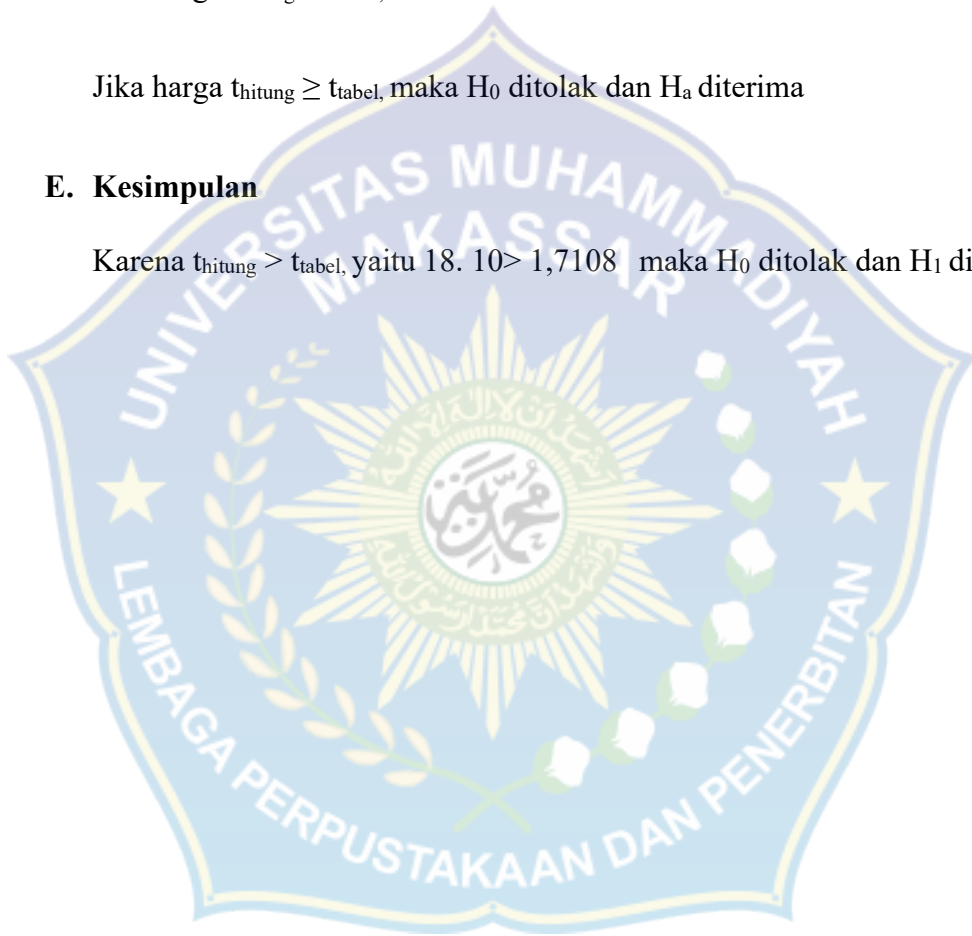 Jika harga thitung ≥ ttabel, maka H0 ditolak dan Ha diterima
E. Kesimpulan
Karena thitung > ttabel, yaitu 18. 10> 1,7108 maka H0 ditolak dan H1 di
UNIVERSITAS MUHAMMADIYAH
MAKASSAR
LEMBAGA PERPUSTAKAAN DAN PENERBITAN